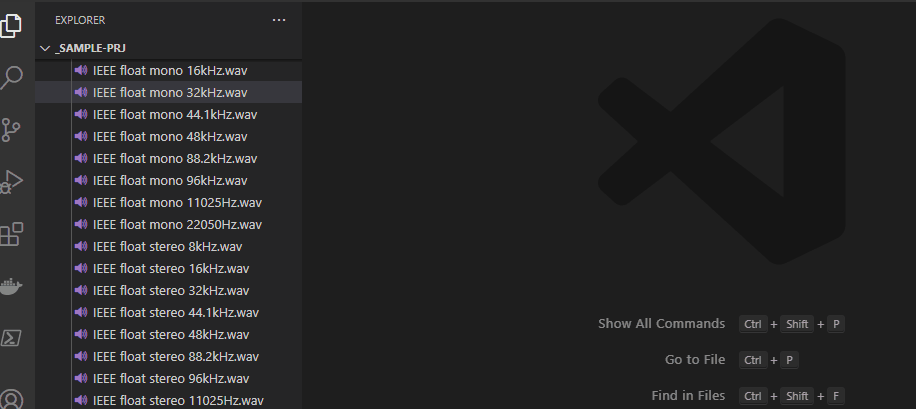 EXPLORER ···
_SAMPLE-PRJ
IEEE float mono 16kHz.wav
IEEE float mono 32kHz.wav
IEEE float mono 44.1kHz.wav
IEEE float mono 48kHz.wav
IEEE float mono 88.2kHz.wav
IEEE float mono 96kHz.wav
IEEE float mono 11025Hz.wav
IEEE float mono 22050Hz.wav
IEEE float stereo 8kHz.wav
IEEE float stereo 16kHz.wav
IEEE float stereo 32kHz.wav
IEEE float stereo 44.1kHz.wav
IEEE float stereo 48kHz.wav
IEEE float stereo 88.2kHz.wav
IEEE float stereo 96kHz.wav
IEEE float stereo 11025Hz.wav
Show All Commands Ctrl + Shift + P
Go to File Ctrl + P
Find in Files Ctrl + Shift + F